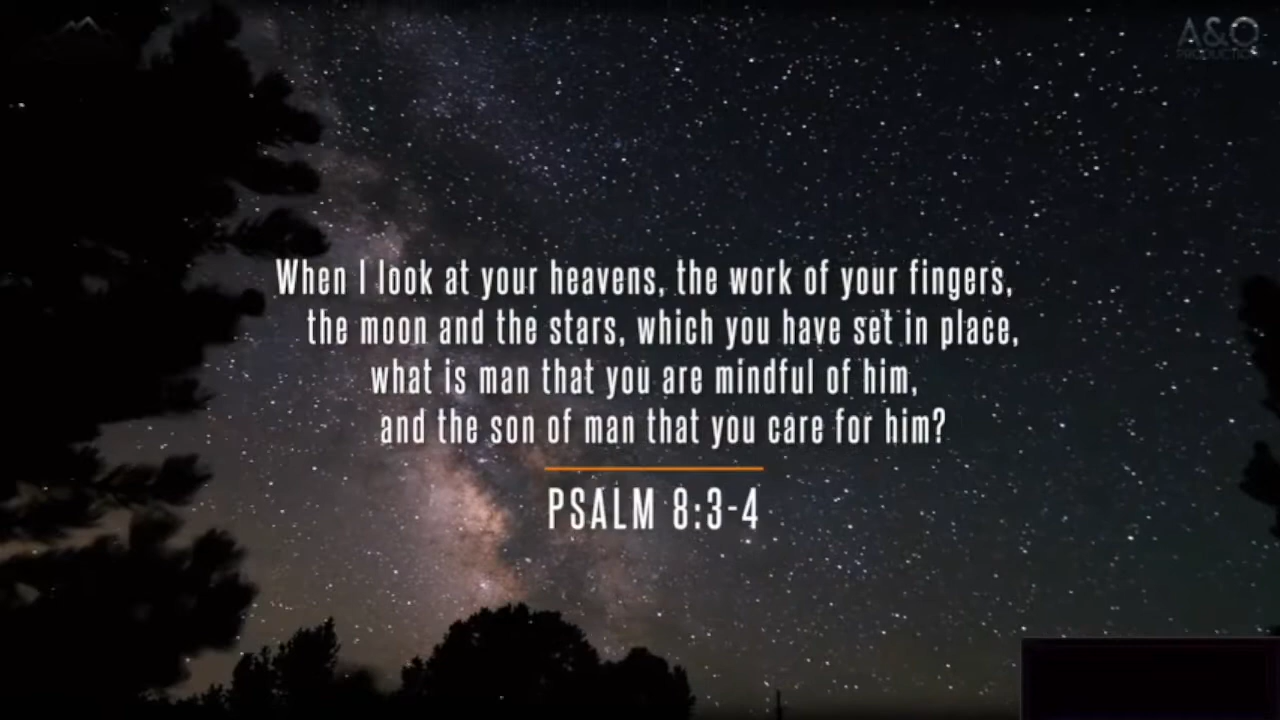 A&O
PRODUCTION
When I look at your heavens, the work of your fingers,
the moon and the stars, which you have set in place,
what is man that you are mindful of him,
and the son of man that you care for him?
PSALM 8:3-4